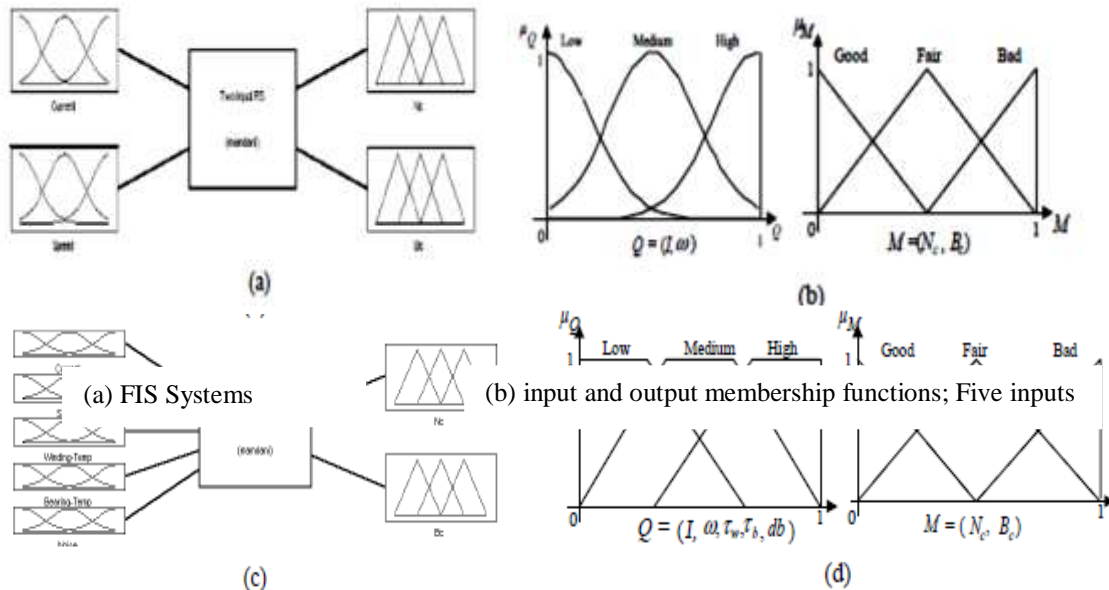 Current
Speed
Two Input FIS
(mamdani)
Nc
Bc
(a)
μQ
1
Low
Medium
High
0
1
Q
Q = (I, ω)
μM
1
Good
Fair
Bad
0
1
M
M = (Nc, Bc)
(b)
(a) FIS Systems
Winding-Temp
Bearing-Temp
(mamdani)
Nc
Bc
(c)
(b) input and output membership functions; Five inputs
μQ
1
Low
Medium
High
0
1
Q = (I, ω, τw, τb, db)
μM
1
Good
Fair
Bad
0
1
M = (Nc, Bc)
(d)